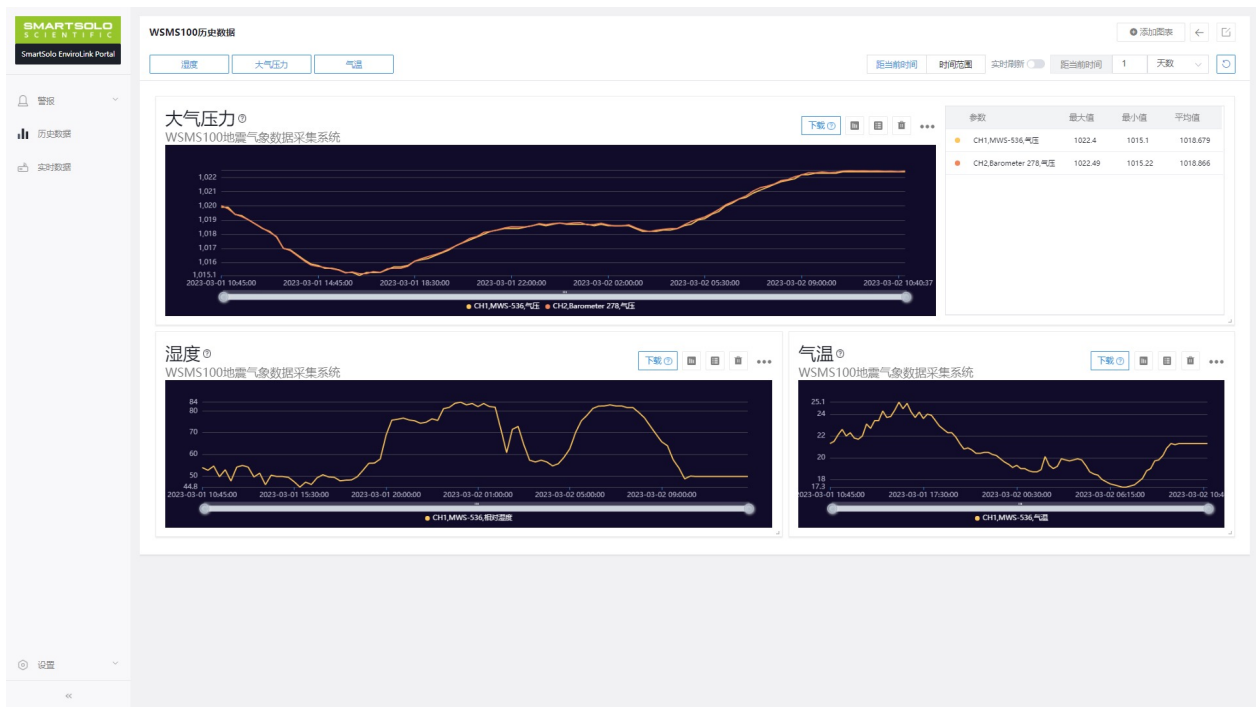 SMARTSOLO
SCIENTIFIC
SmartSolo EnviroLink Portal
警报
历史数据
实时数据
设置
WSMS100历史数据
添加图表
湿度 大气压力 气温
距当前时间 时间范围 实时刷新 距当前时间 1 天数
大气压力
WSMS100地震气象数据采集系统
下载
1,022
1,021
1,020
1,019
1,018
1,017
1,016
1,015.1
2023-03-01 10:45:00 2023-03-01 14:45:00 2023-03-01 18:30:00 2023-03-01 22:00:00 2023-03-02 02:00:00 2023-03-02 05:30:00 2023-03-02 09:00:00 2023-03-02 10:40:37
CH1,MWS-536,气压 CH2,Barometer 278,气压
参数 最大值 最小值 平均值
CH1,MWS-536,气压 1022.4 1015.1 1018.679
CH2,Barometer 278,气压 1022.49 1015.22 1018.866
湿度
WSMS100地震气象数据采集系统
下载
84
80
70
60
50
44.8
2023-03-01 10:45:00 2023-03-01 15:30:00 2023-03-01 20:00:00 2023-03-02 01:00:00 2023-03-02 05:00:00 2023-03-02 09:00:00
CH1,MWS-536,相对湿度
气温
WSMS100地震气象数据采集系统
下载
25.1
24
22
20
18
17.3
2023-03-01 10:45:00 2023-03-01 17:30:00 2023-03-02 00:30:00 2023-03-02 06:15:00 2023-03-02 10:4
CH1,MWS-536,气温